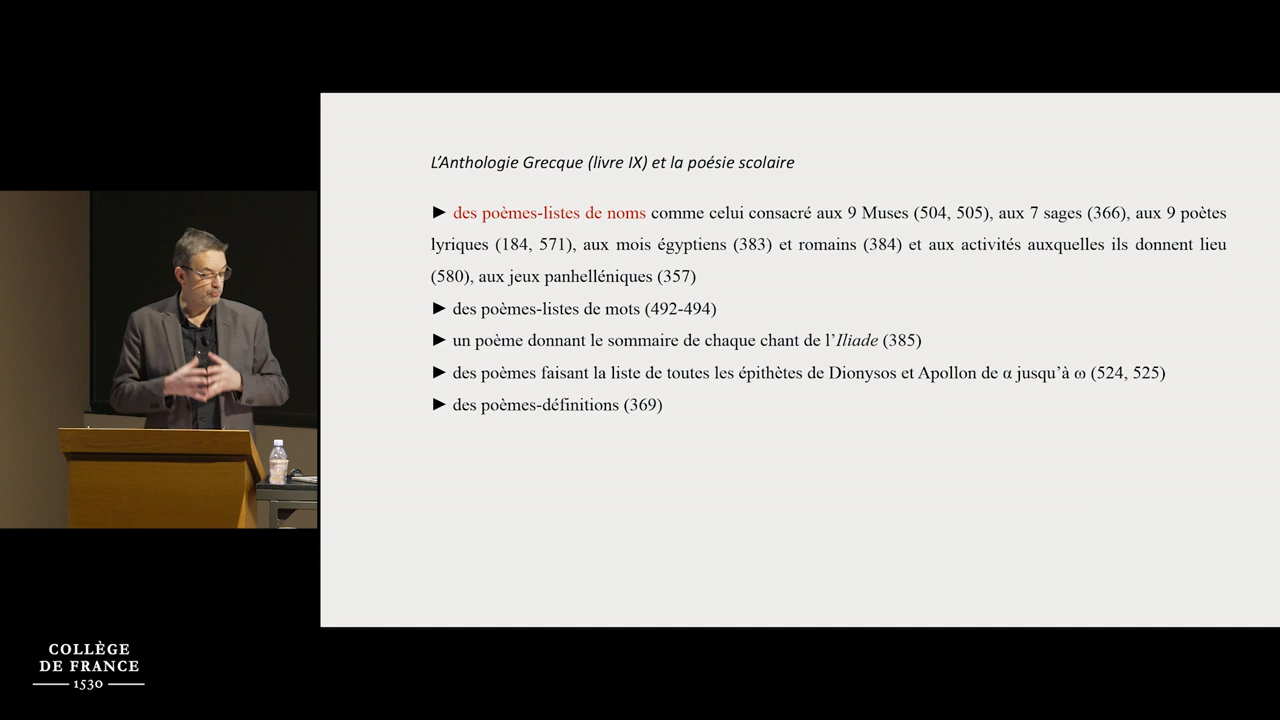 L'Anthologie Grecque (livre IX) et la poésie scolaire
► des poèmes-listes de noms comme celui consacré aux 9 Muses (504, 505), aux 7 sages (366), aux 9 poètes
lyriques (184, 571), aux mois égyptiens (383) et romains (384) et aux activités auxquelles ils donnent lieu
(580), aux jeux panhelléniques (357)
► des poèmes-listes de mots (492-494)
► un poème donnant le sommaire de chaque chant de l'Iliade (385)
► des poèmes faisant la liste de toutes les épithètes de Dionysos et Apollon de α jusqu'à ω (524, 525)
► des poèmes-définitions (369)
COLLÈGE
DE FRANCE
1530